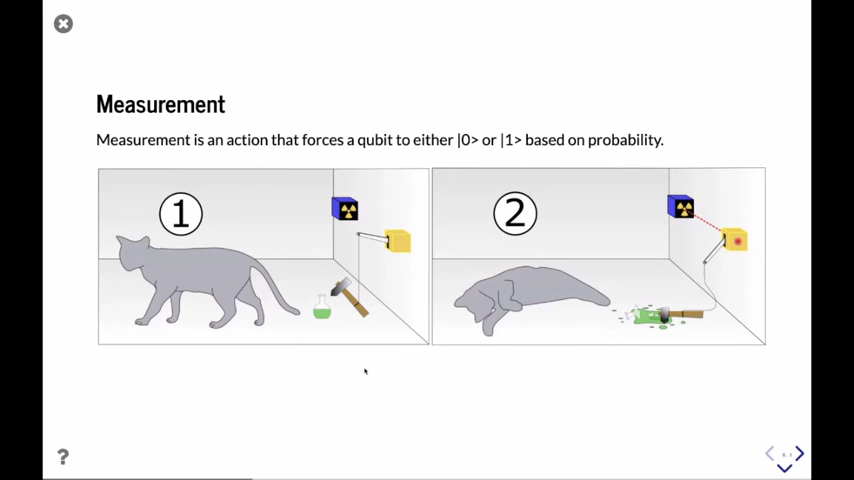 Measurement
Measurement is an action that forces a qubit to either |0> or |1> based on probability.
1
2
?